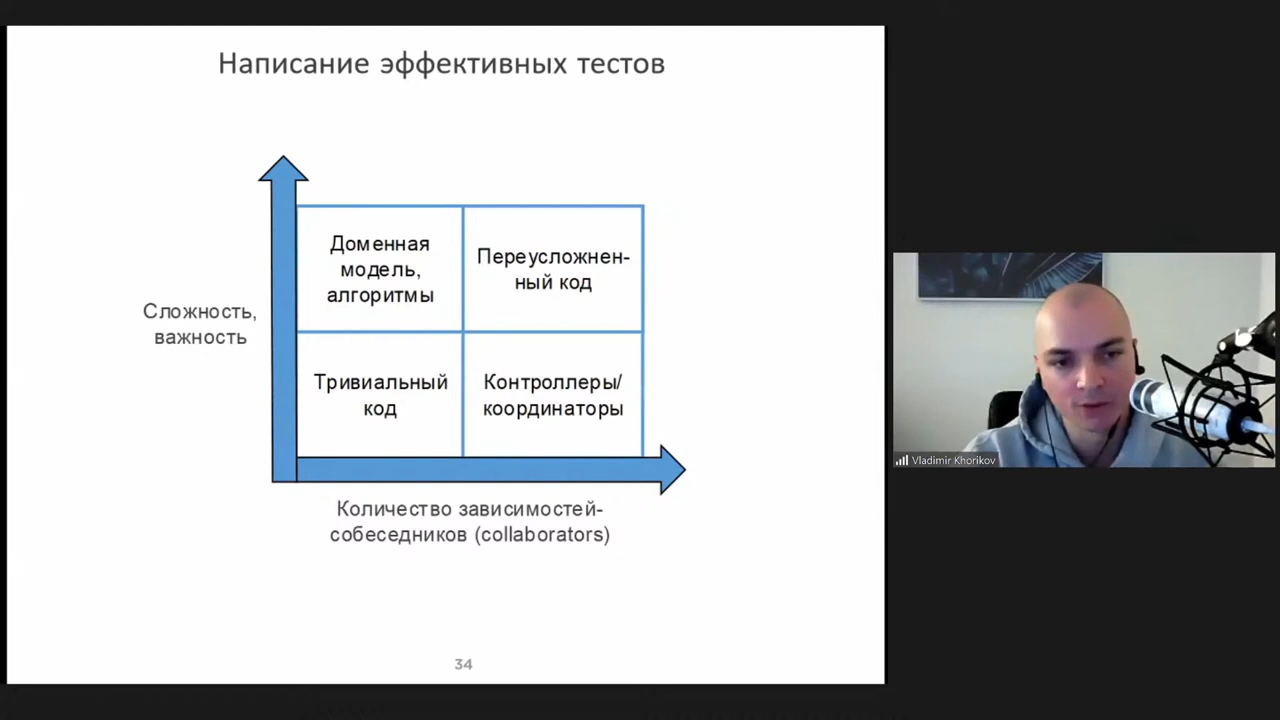 Написание эффективных тестов
Сложность,
важность
Доменная
модель,
алгоритмы
Переусложнен-
ный код
Тривиальный
код
Контроллеры/
координаторы
Количество зависимостей-
собеседников (collaborators)
34
Vladimir Khorikov